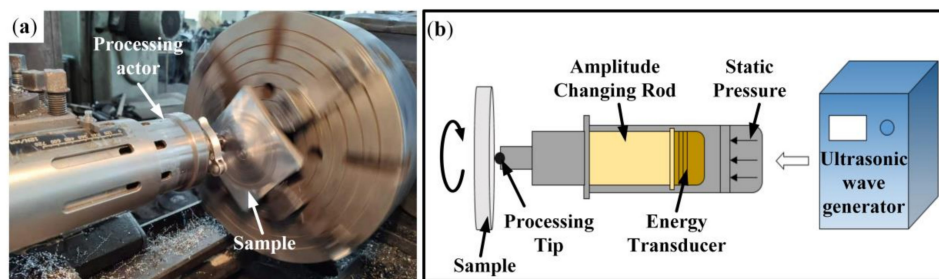 (a)
Processing
actor
Sample
(b)
Amplitude
Changing Rod
Static
Pressure
Ultrasonic
wave
generator
Processing
Tip
Energy
Transducer
Sample